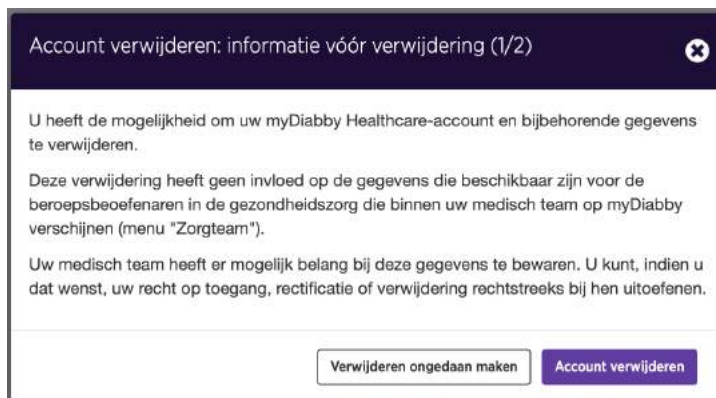 Account verwijderen: informatie vóór verwijdering (1/2)
U heeft de mogelijkheid om uw myDiabby Healthcare-account en bijbehorende gegevens
te verwijderen.
Deze verwijdering heeft geen invloed op de gegevens die beschikbaar zijn voor de
beroepsbeoefenaren in de gezondheidszorg die binnen uw medisch team op myDiabby
verschijnen (menu "Zorgteam").
Uw medisch team heeft er mogelijk belang bij deze gegevens te bewaren. U kunt, indien u
dat wenst, uw recht op toegang, rectificatie of verwijdering rechtstreeks bij hen uitoefenen.
Verwijderen ongedaan maken
Account verwijderen